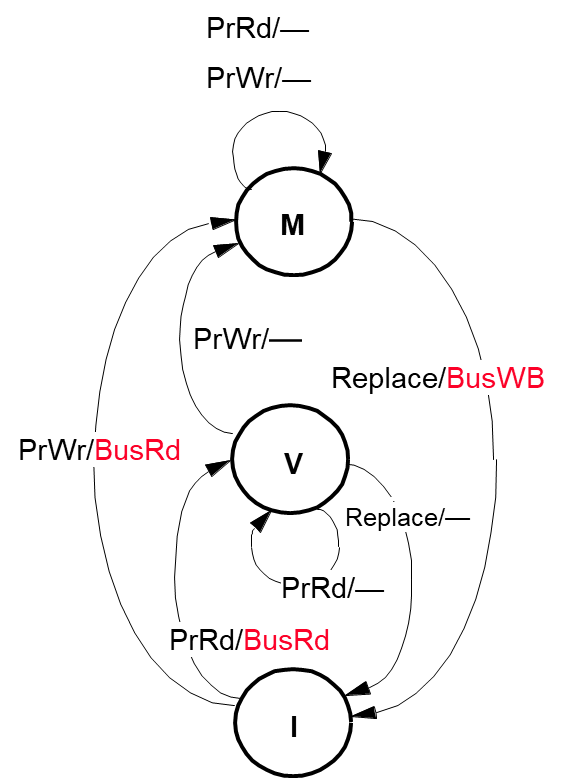 PrRd/—
PrWr/—
M
PrWr/—
Replace/BusWB
PrWr/BusRd
V
Replace/—
PrRd/—
PrRd/BusRd
I